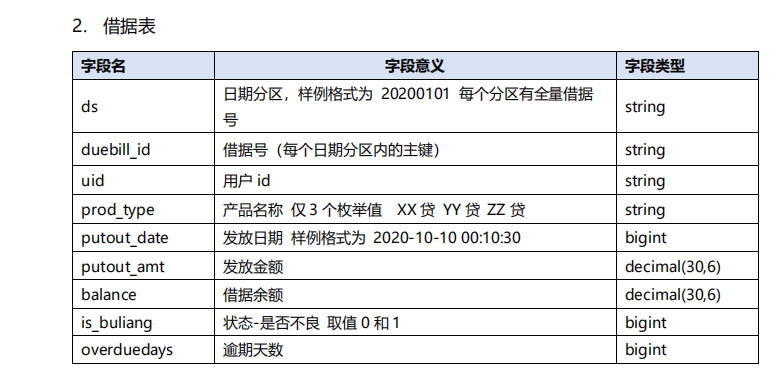 2. 借据表
字段名 字段意义 字段类型
ds 日期分区，样例格式为 20200101 每个分区有全量借据号 string
duebill_id 借据号（每个日期分区内的主键） string
uid 用户 id string
prod_type 产品名称 仅 3 个枚举值 XX 贷 YY 贷 ZZ 贷 string
putout_date 发放日期 样例格式为 2020-10-10 00:10:30 bigint
putout_amt 发放金额 decimal(30,6)
balance 借据余额 decimal(30,6)
is_buliang 状态-是否不良 取值 0 和 1 bigint
overduedays 逾期天数 bigint